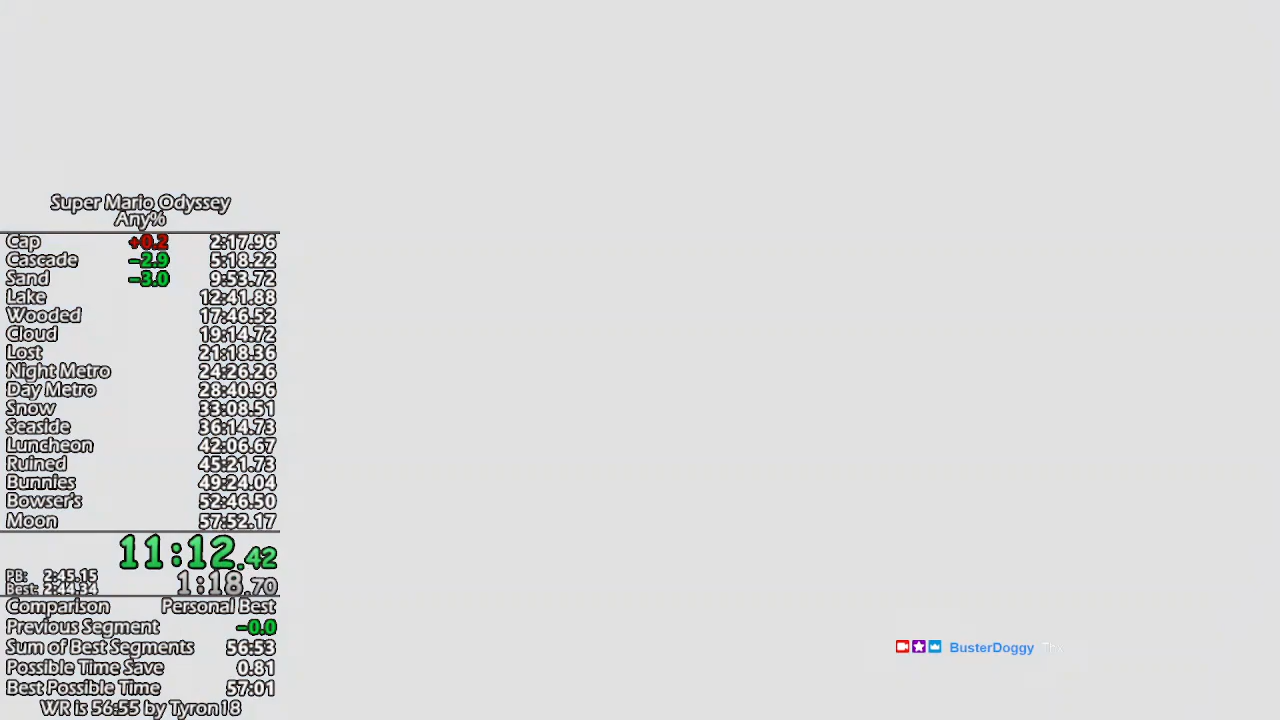 Super Mario Odyssey
Any%
Cap +0.2 2:17.96
Cascade -2.9 5:18.22
Sand -3.0 9:53.72
Lake 12:41.88
Wooded 17:46.52
Cloud 19:14.72
Lost 21:18.36
Night Metro 24:26.26
Day Metro 28:40.96
Snow 33:08.51
Seaside 36:14.73
Luncheon 42:06.67
Ruined 45:21.73
Bunnies 49:24.04
Bowser's 52:46.50
Moon 57:52.17
11:12.42
PB: 2:45.15
Best: 2:44.34
1:18.70
Comparison Personal Best
Previous Segment -0.0
Sum of Best Segments 56:53
Possible Time Save 0.81
Best Possible Time 57:01
WR is 56:55 by Tyron18
BusterDoggy